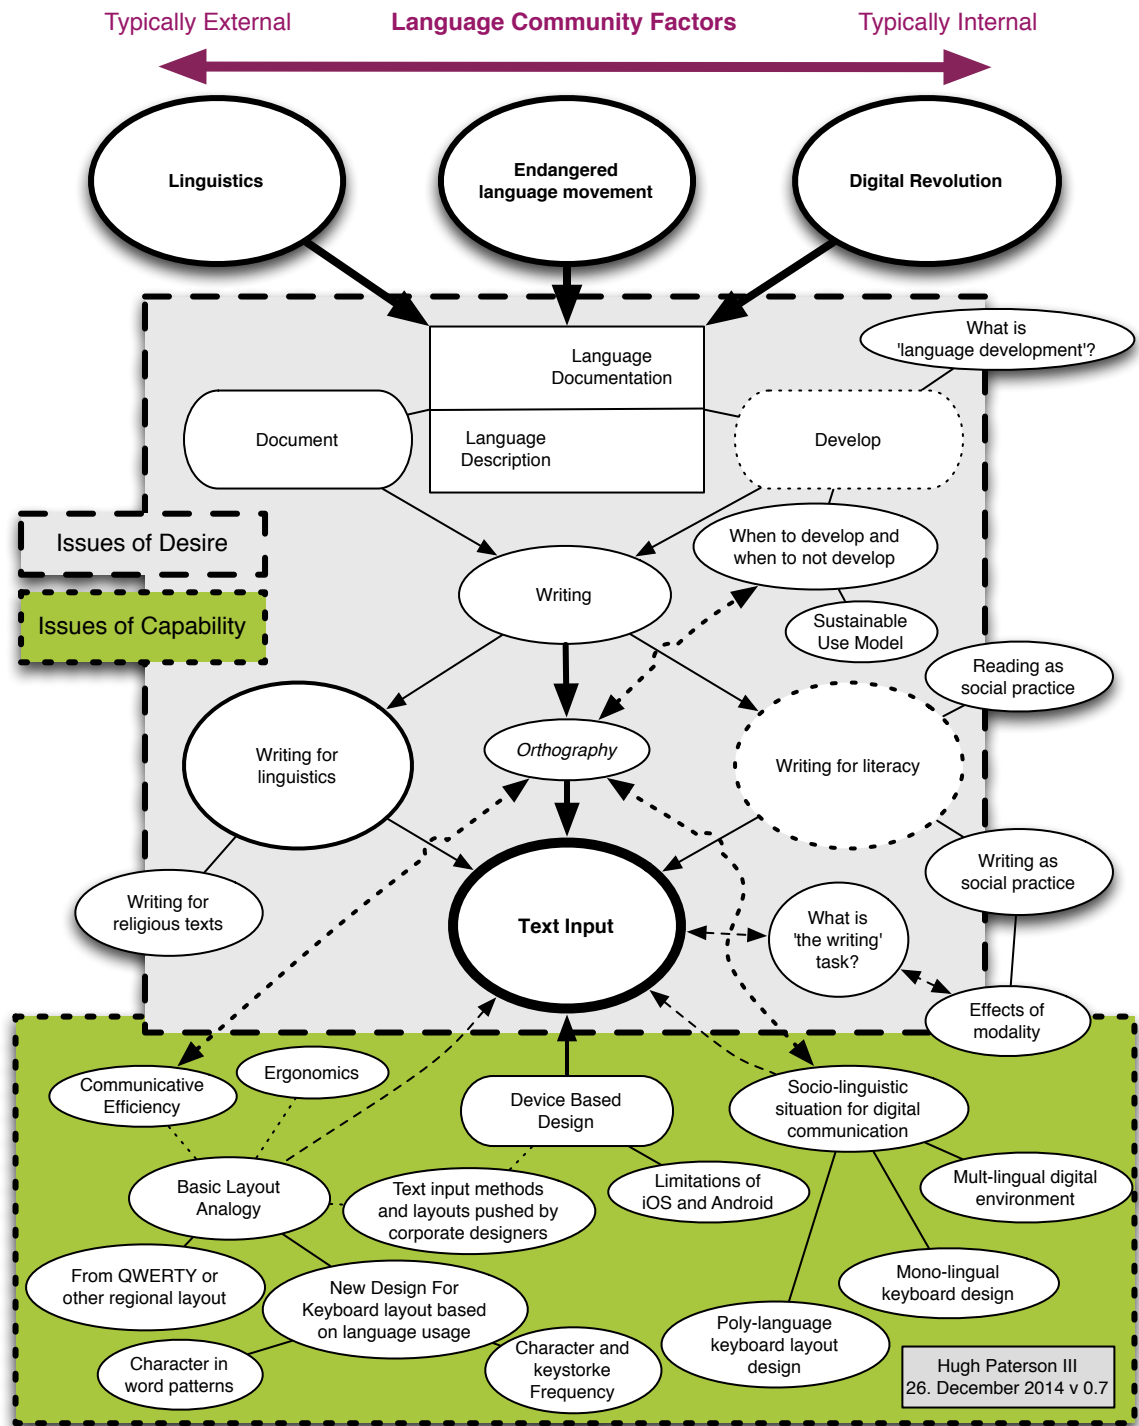 Typically External
Language Community Factors
Typically Internal
Linguistics
Endangered
language movement
Digital Revolution
What is
'language development'?
Language
Documentation
Document
Language
Description
Develop
Issues of Desire
When to develop and
when to not develop
Writing
Issues of Capability
Sustainable
Use Model
Reading as
social practice
Writing for
linguistics
Orthography
Writing for literacy
Writing for
religious texts
Text Input
What is
'the writing'
task?
Writing as
social practice
Effects of
modality
Communicative
Efficiency
Ergonomics
Device Based
Design
Socio-linguistic
situation for digital
communication
Basic Layout
Analogy
Text input methods
and layouts pushed by
corporate designers
Limitations of
iOS and Android
Mult-lingual digital
environment
From QWERTY or
other regional layout
New Design For
Keyboard layout based
on language usage
Mono-lingual
keyboard design
Poly-language
keyboard layout
design
Character in
word patterns
Character and
keystorke
Frequency
Hugh Paterson III
26. December 2014 v 0.7